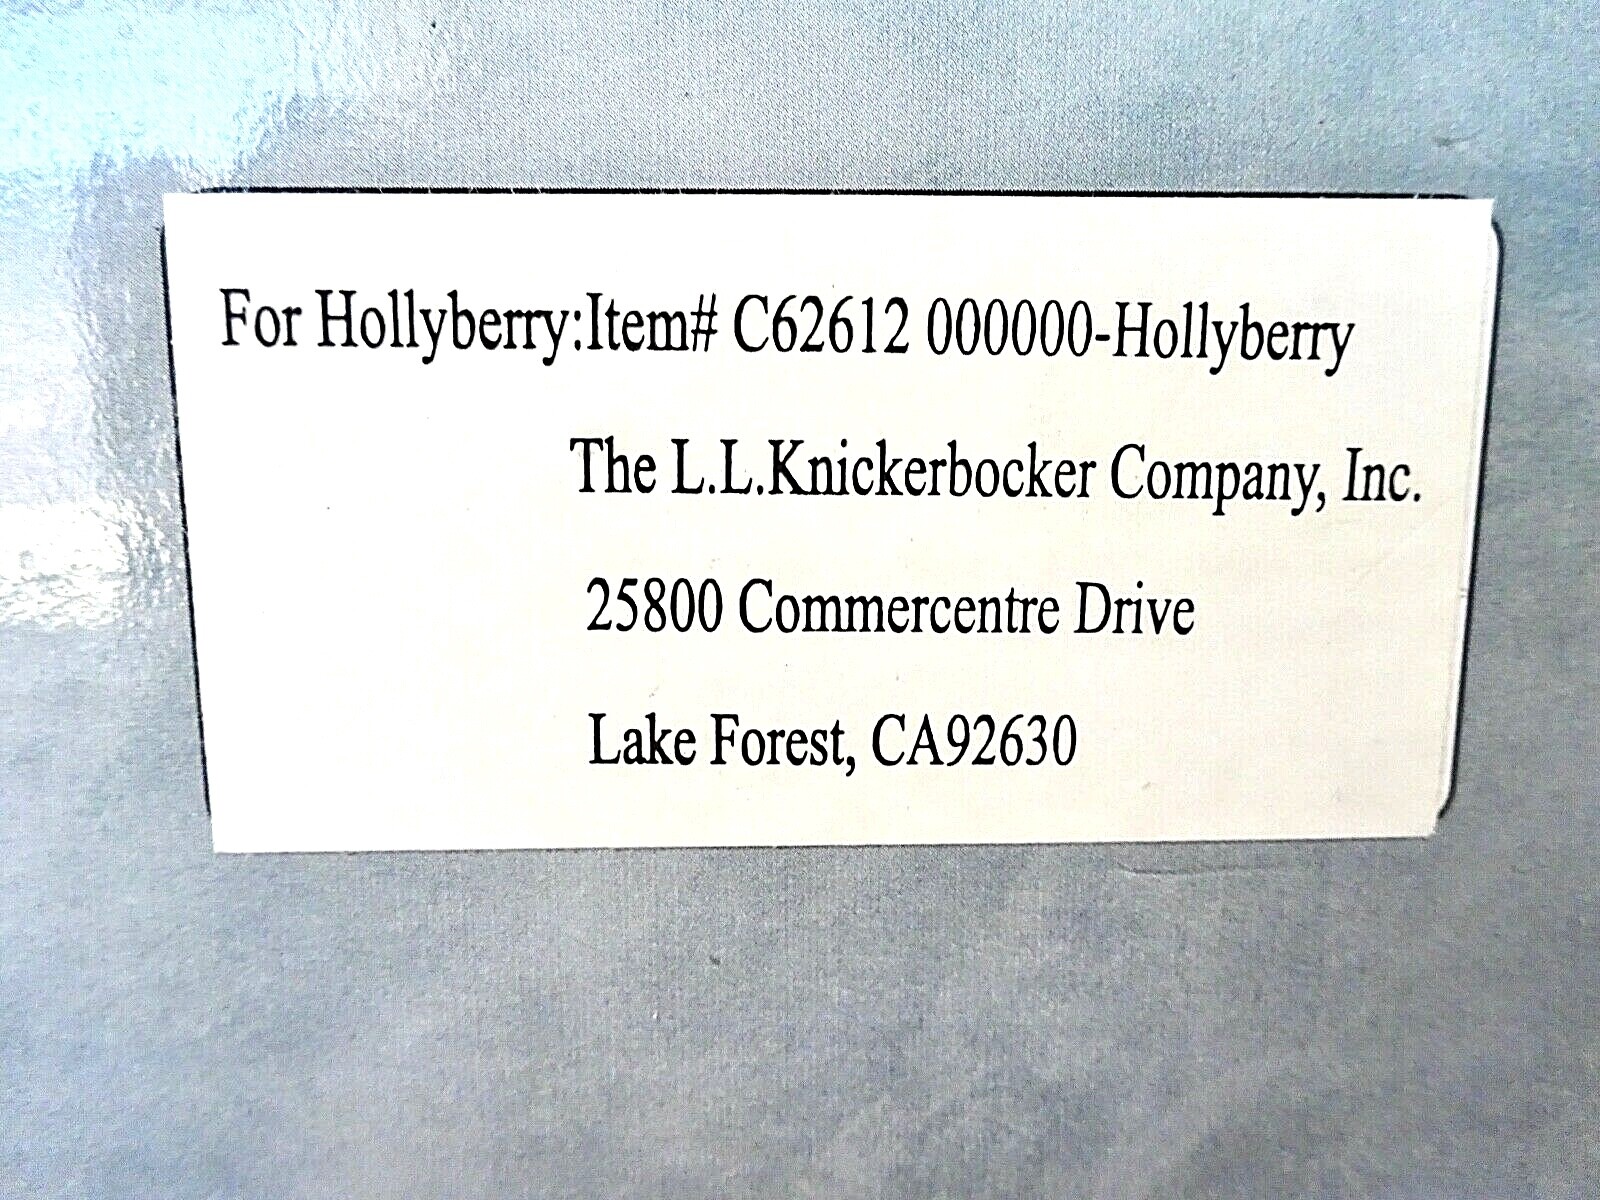 For Hollyberry:Item# C62612 000000-Hollyberry
The L.L.Knickerbocker Company, Inc.
25800 Commercentre Drive
Lake Forest, CA92630